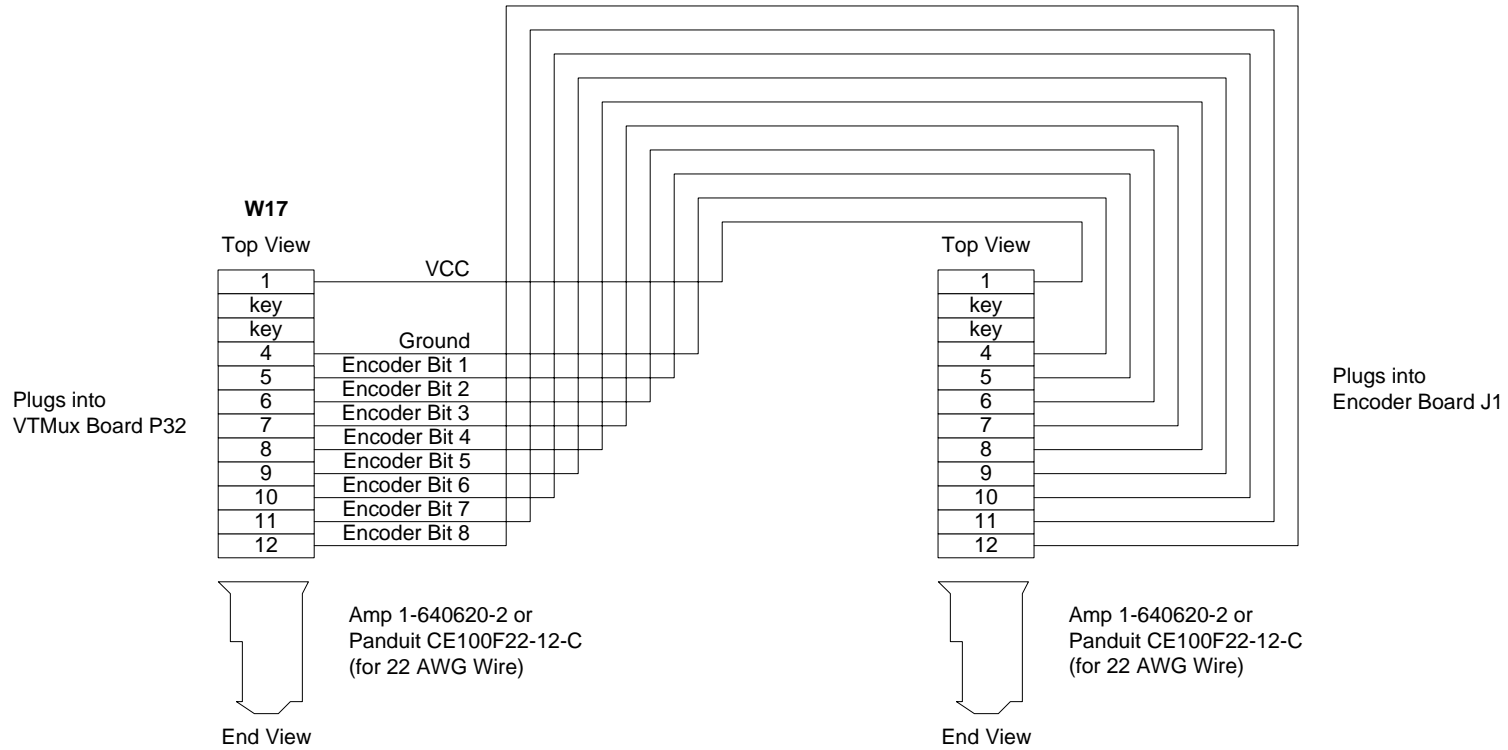 W17
Top View
1
key
key
4
5
6
7
8
9
10
11
12
VCC
Ground
Encoder Bit 1
Encoder Bit 2
Encoder Bit 3
Encoder Bit 4
Encoder Bit 5
Encoder Bit 6
Encoder Bit 7
Encoder Bit 8
Plugs into
VTMux Board P32
Amp 1-640620-2 or
Panduit CE100F22-12-C
(for 22 AWG Wire)
End View
Top View
1
key
key
4
5
6
7
8
9
10
11
12
Plugs into
Encoder Board J1
Amp 1-640620-2 or
Panduit CE100F22-12-C
(for 22 AWG Wire)
End View